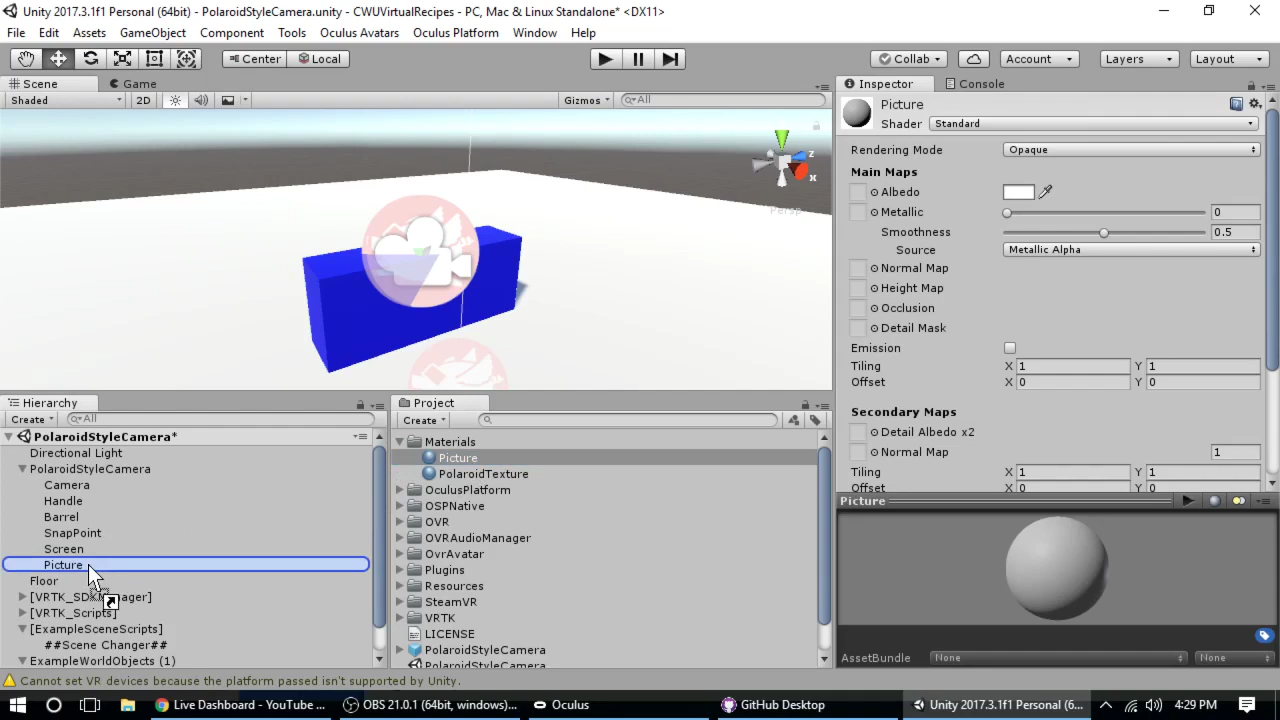 Unity 2017.3.1f1 Personal (64bit) - PolaroidStyleCamera.unity - CWUVirtualRecipes - PC, Mac & Linux Standalone* <DX11>
File Edit Assets GameObject Component Tools Oculus Avatars Oculus Platform Window Help
Center Local Collab Account Layers Layout
Scene Game
Shaded 2D Gizmos All
z
x
Persp
Inspector Console
Picture
Shader Standard
Rendering Mode Opaque
Main Maps
Albedo
Metallic 0
Smoothness 0.5
Source Metallic Alpha
Normal Map
Height Map
Occlusion
Detail Mask
Emission
Tiling X 1 Y 1
Offset X 0 Y 0
Secondary Maps
Detail Albedo x2
Normal Map 1
Tiling X 1 Y 1
Offset X 0 Y 0
Picture
AssetBundle None None
Hierarchy
Create All
PolaroidStyleCamera*
Directional Light
PolaroidStyleCamera
Camera
Handle
Barrel
SnapPoint
Screen
Picture
Floor
[VRTK_SDKManager]
[VRTK_Scripts]
[ExampleSceneScripts]
##Scene Changer##
ExampleWorldObjects (1)
Project
Create
Materials
Picture
PolaroidTexture
OculusPlatform
OSPNative
OVR
OVRAudioManager
OvrAvatar
Plugins
Resources
SteamVR
VRTK
LICENSE
PolaroidStyleCamera
PolaroidStyleCamera
Cannot set VR devices because the platform passed isn't supported by Unity.
Live Dashboard - YouTube ... OBS 21.0.1 (64bit, windows)... Oculus GitHub Desktop Unity 2017.3.1f1 Personal (6... 4:29 PM